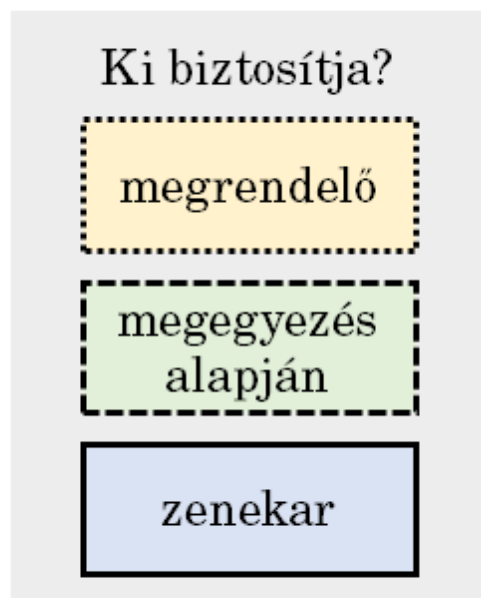 Ki biztosítja?
megrendelő
megegyezés
alapján
zenekar